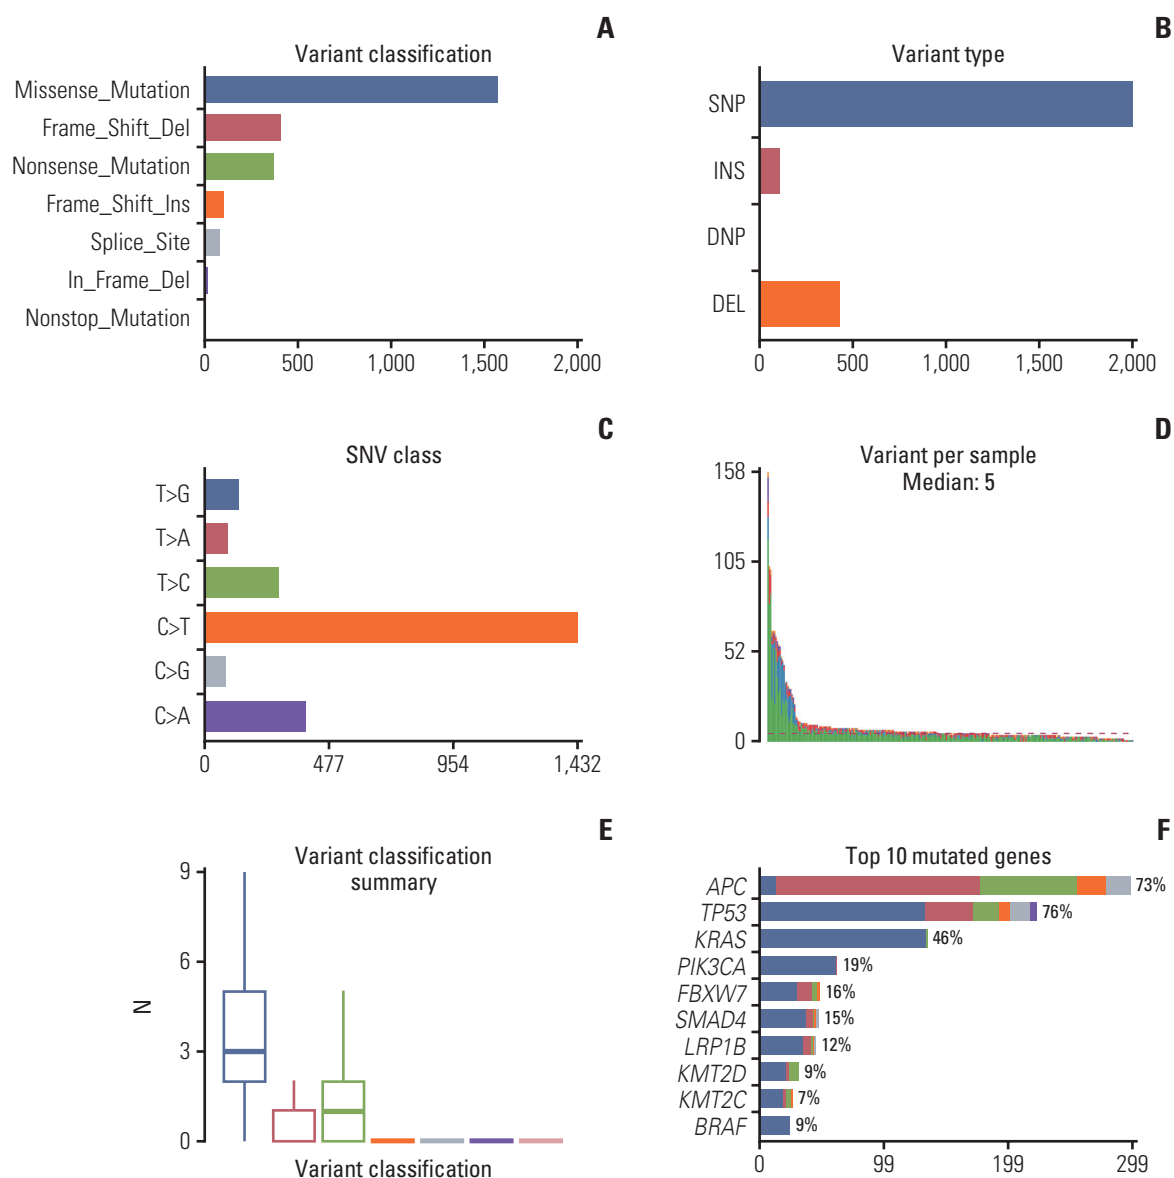 A
Variant classification
Missense_Mutation
Frame_Shift_Del
Nonsense_Mutation
Frame_Shift_Ins
Splice_Site
In_Frame_Del
Nonstop_Mutation
0 500 1,000 1,500 2,000
B
Variant type
SNP
INS
DNP
DEL
0 500 1,000 1,500 2,000
C
SNV class
T>G
T>A
T>C
C>T
C>G
C>A
0 477 954 1,432
D
Variant per sample
Median: 5
158
105
52
0
E
Variant classification
summary
9
6
3
0
N
Variant classification
F
Top 10 mutated genes
APC 73%
TP53 76%
KRAS 46%
PIK3CA 19%
FBXW7 16%
SMAD4 15%
LRP1B 12%
KMT2D 9%
KMT2C 7%
BRAF 9%
0 99 199 299